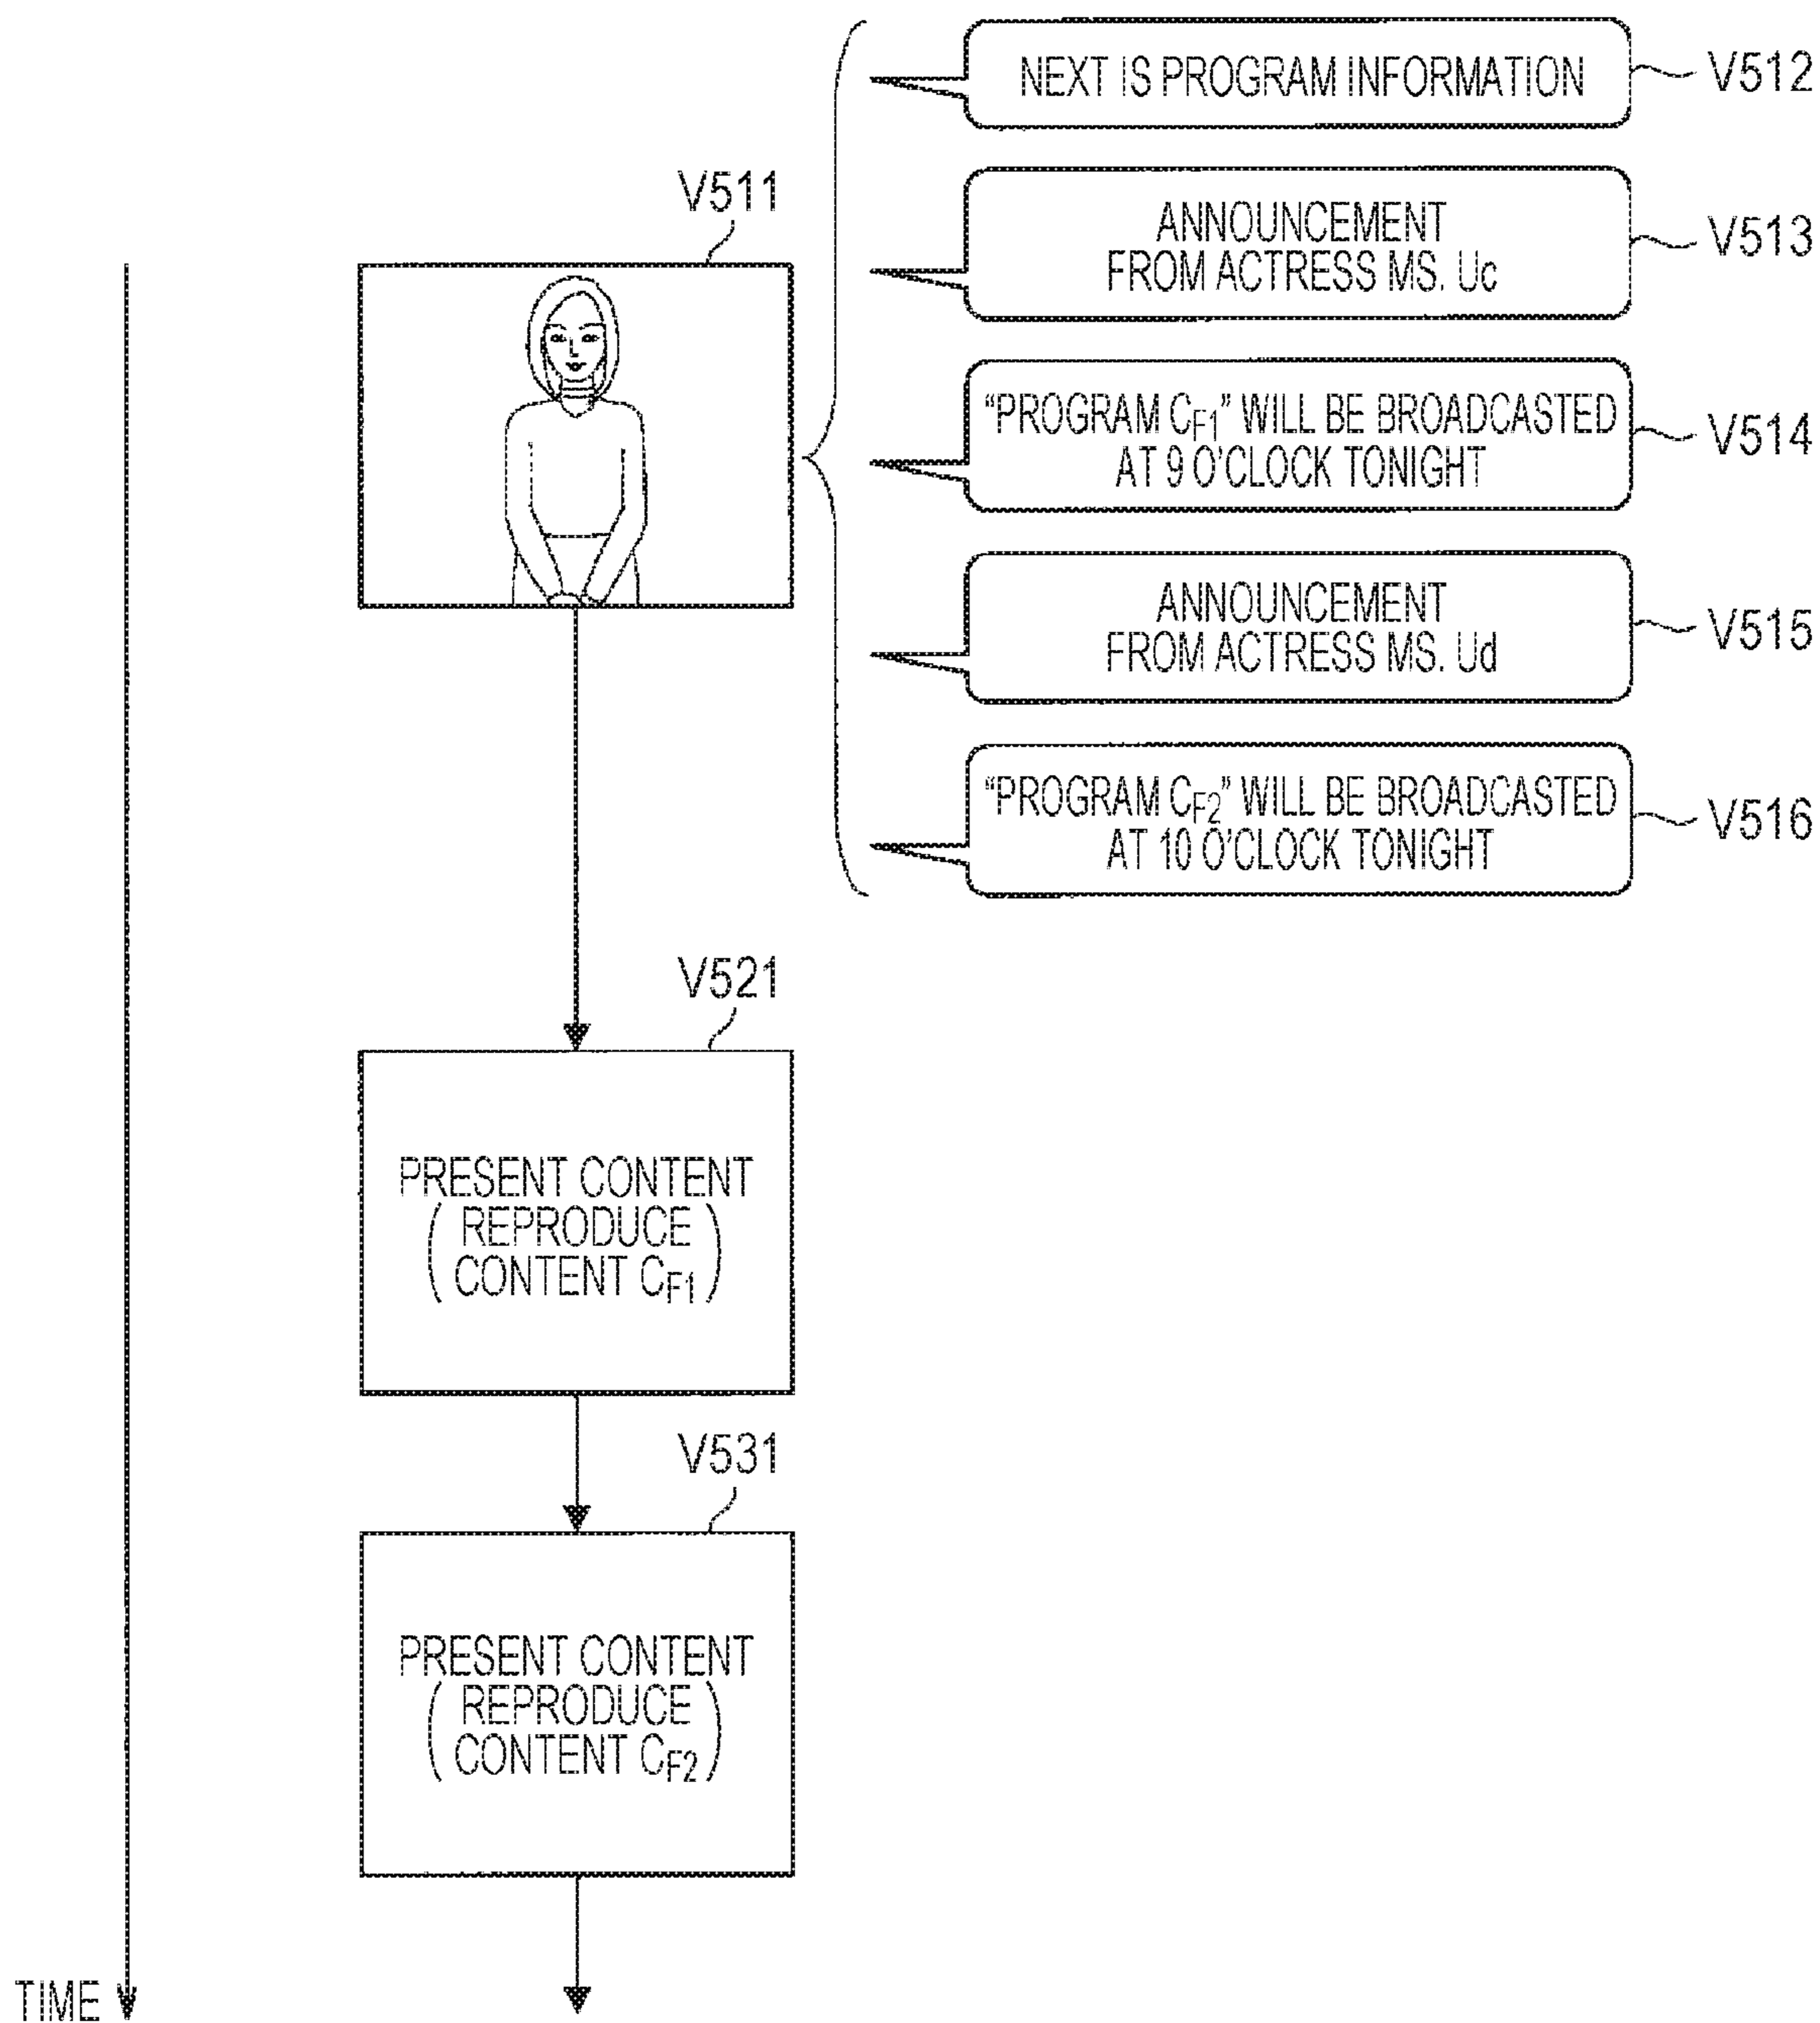 NEXT IS PROGRAM INFORMATION
V512
V511
ANNOUNCEMENT
FROM ACTRESS MS. Uc
V513
“PROGRAM CF1” WILL BE BROADCASTED
AT 9 O’CLOCK TONIGHT
V514
ANNOUNCEMENT
FROM ACTRESS MS. Ud
V515
“PROGRAM CF2” WILL BE BROADCASTED
AT 10 O’CLOCK TONIGHT
V516
V521
PRESENT CONTENT
( REPRODUCE
CONTENT CF1 )
V531
PRESENT CONTENT
( REPRODUCE
CONTENT CF2 )
TIME